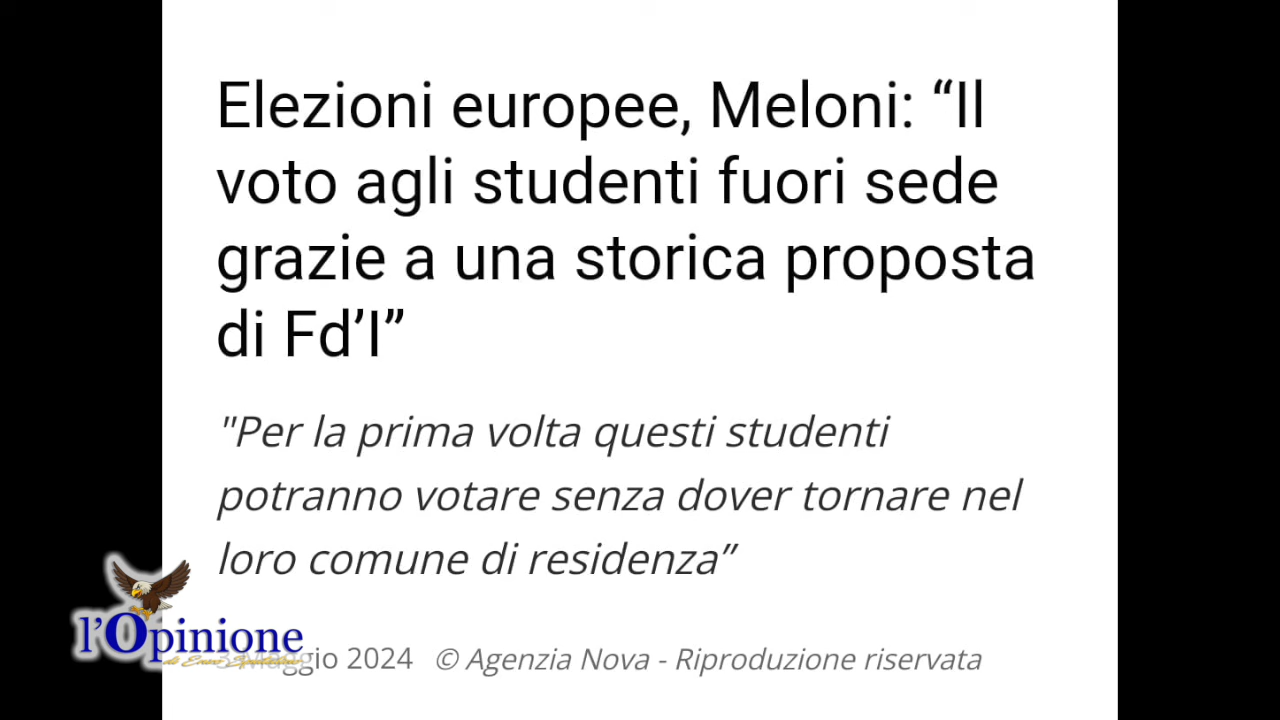 Elezioni europee, Meloni: “Il
voto agli studenti fuori sede
grazie a una storica proposta
di Fd’I”
"Per la prima volta questi studenti
potranno votare senza dover tornare nel
loro comune di residenza”
l’Opinione
Maggio 2024 © Agenzia Nova - Riproduzione riservata